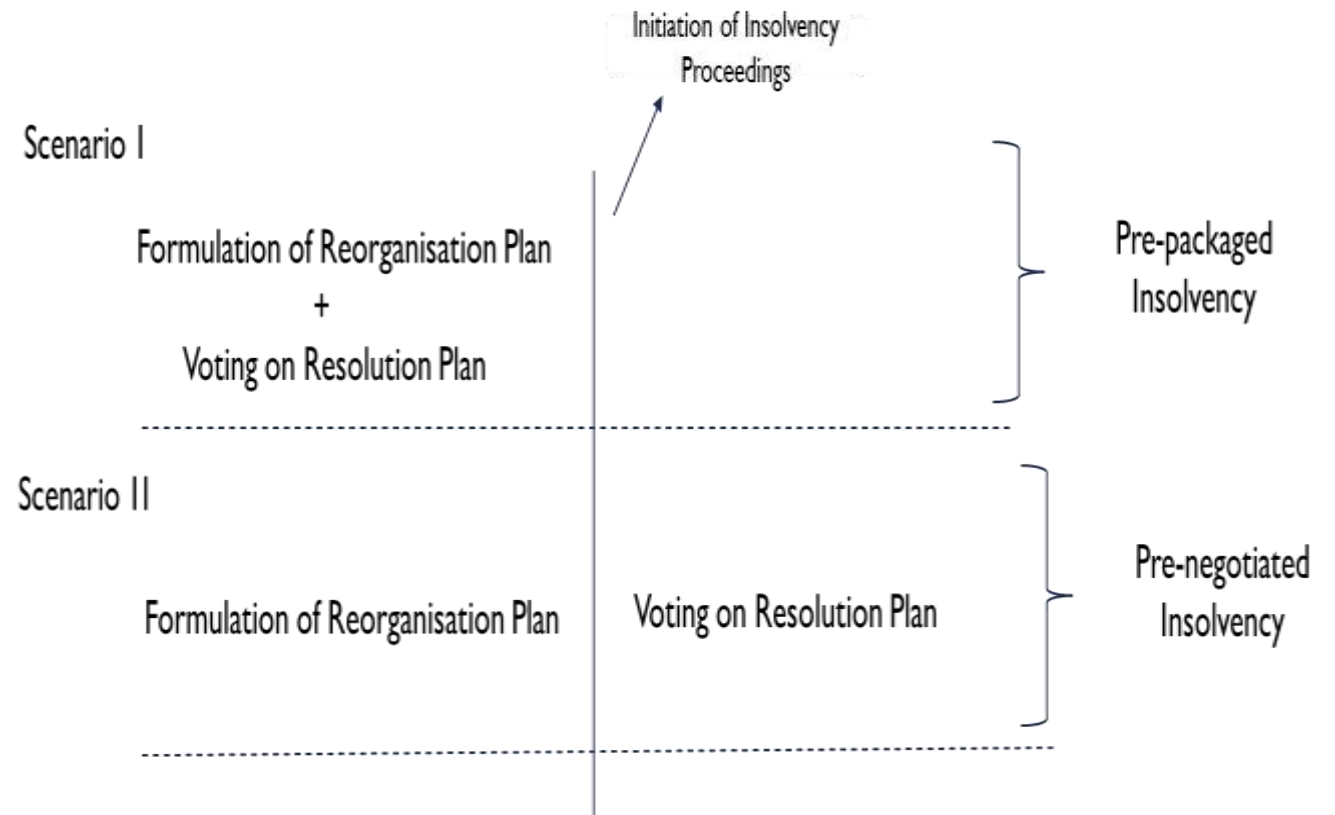 Initiation of Insolvency
Proceedings
Scenario I
Formulation of Reorganisation Plan
+
Voting on Resolution Plan
Pre-packaged
Insolvency
Scenario II
Formulation of Reorganisation Plan
Voting on Resolution Plan
Pre-negotiated
Insolvency